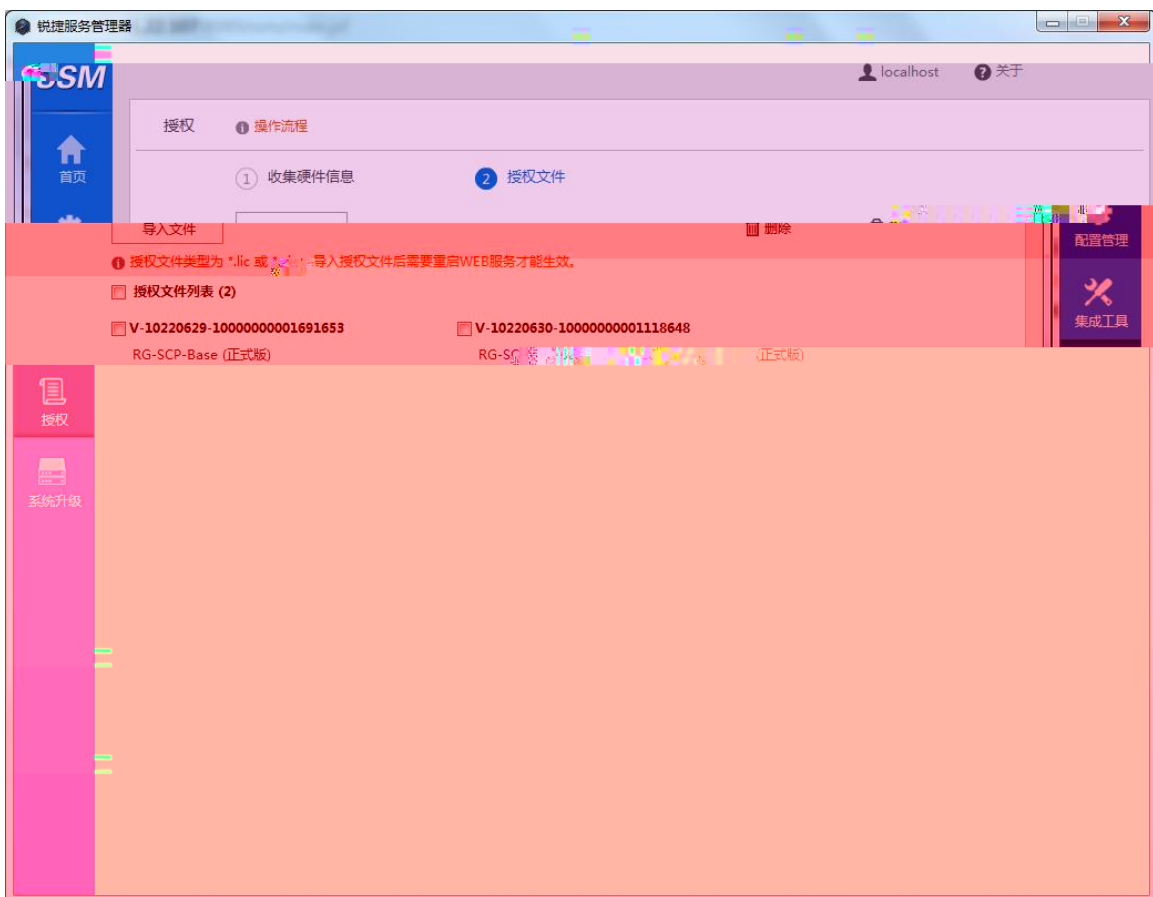 锐捷服务管理器
SM
localhost
关于
授权
操作流程
首页
1 收集硬件信息
2 授权文件
导入文件
删除
配置管理
授权文件类型为 *.lic 或
导入授权文件后需要重启WEB服务才能生效。
授权文件列表 (2)
集成工具
V-10220629-10000000001691653
V-10220630-10000000001118648
RG-SCP-Base (正式版)
正式版)
授权
系统升级